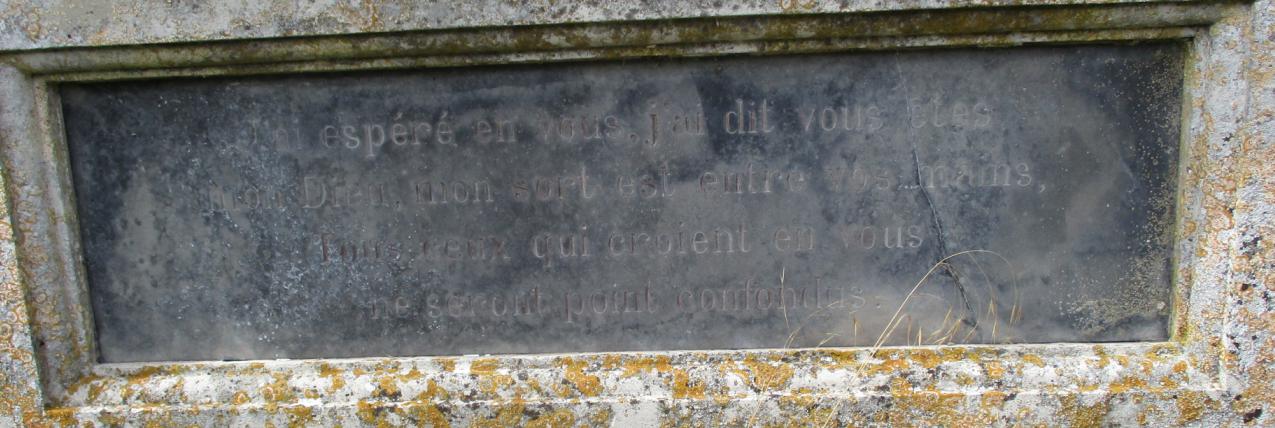 J'ai espéré en vous, j'ai dit vous êtes
mon Dieu, mon sort est entre vos mains,
Tous ceux qui croient en vous
ne seront point confondus.